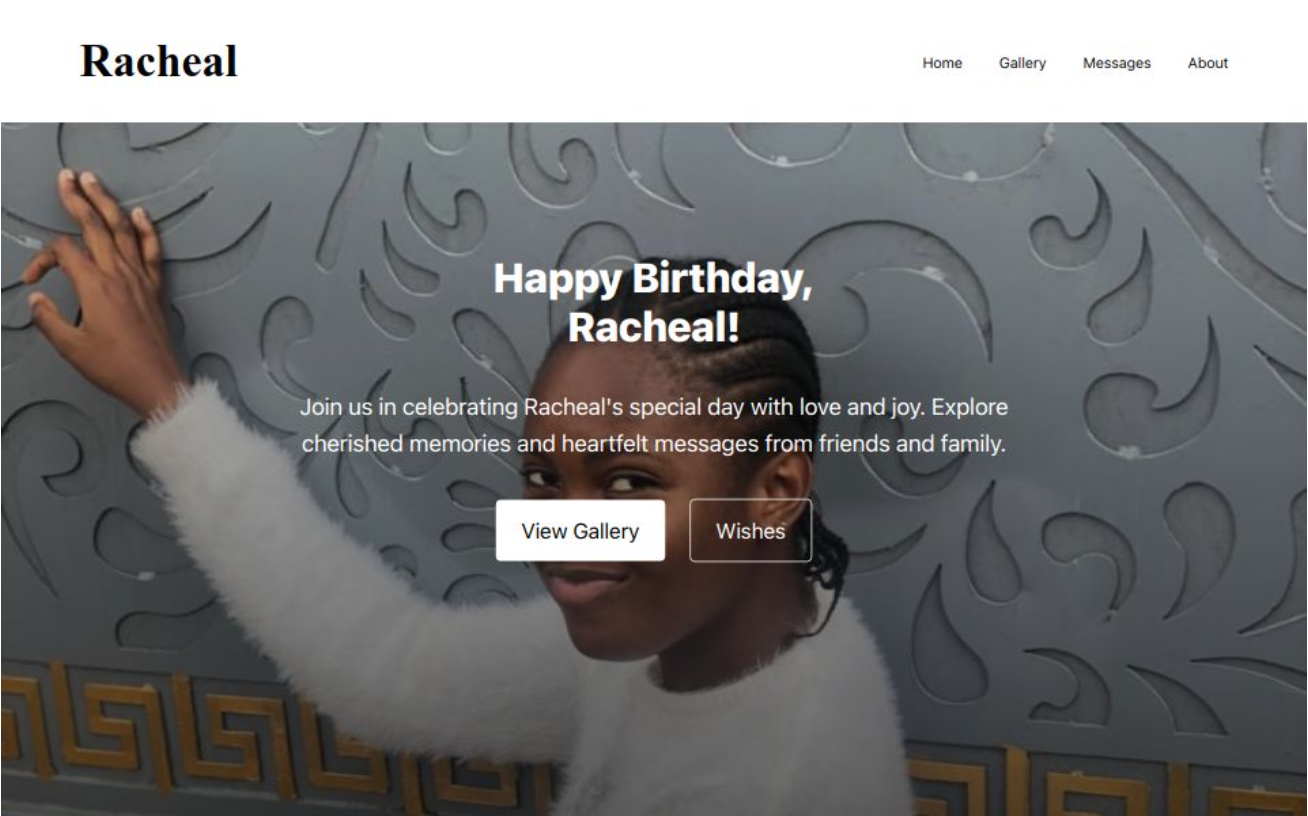 Racheal
Home Gallery Messages About
Happy Birthday,
Racheal!
Join us in celebrating Racheal's special day with love and joy. Explore
cherished memories and heartfelt messages from friends and family.
View Gallery Wishes